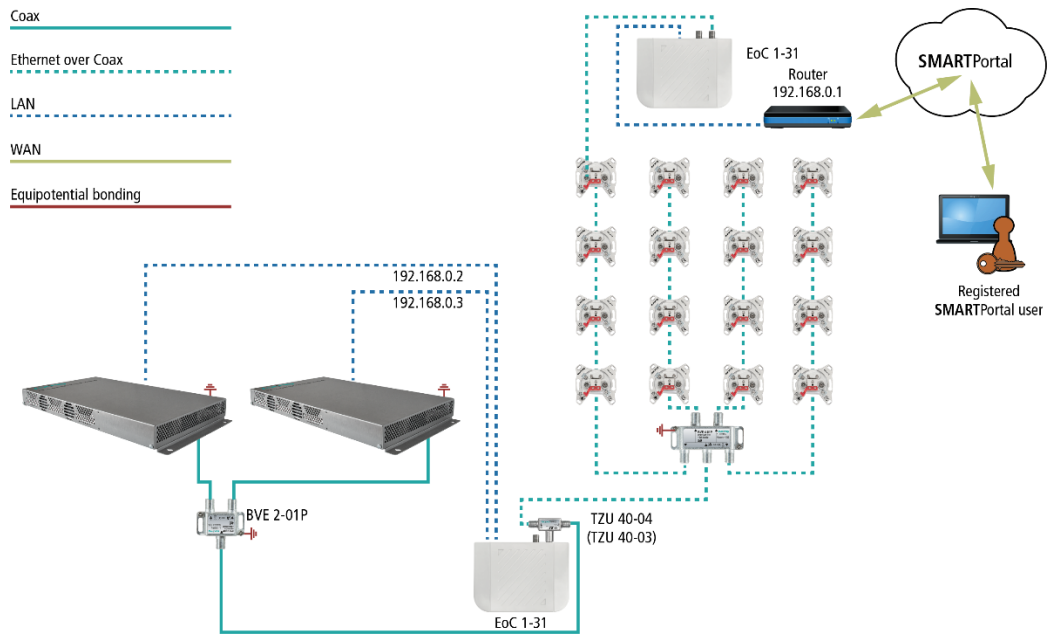 Coax
Ethernet over Coax
LAN
WAN
Equipotential bonding
EoC 1-31
Router
192.168.0.1
SMARTPortal
Registered
SMARTPortal user
192.168.0.2
192.168.0.3
BVE 2-01P
TZU 40-04
(TZU 40-03)
EoC 1-31